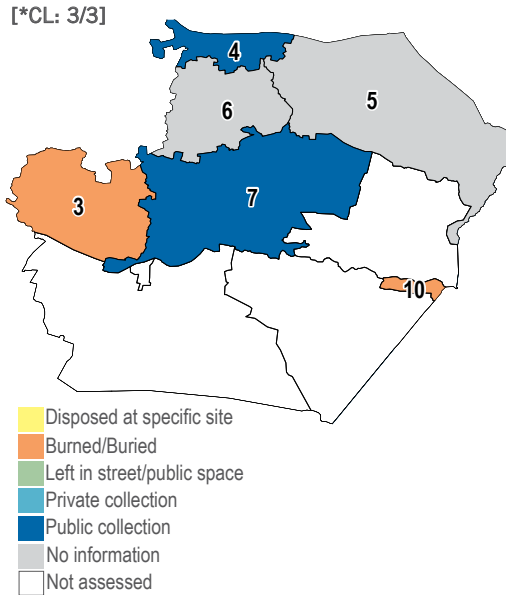 [*CL: 3/3]
4
6
5
3
7
10
Disposed at specific site
Burned/Buried
Left in street/public space
Private collection
Public collection
No information
Not assessed